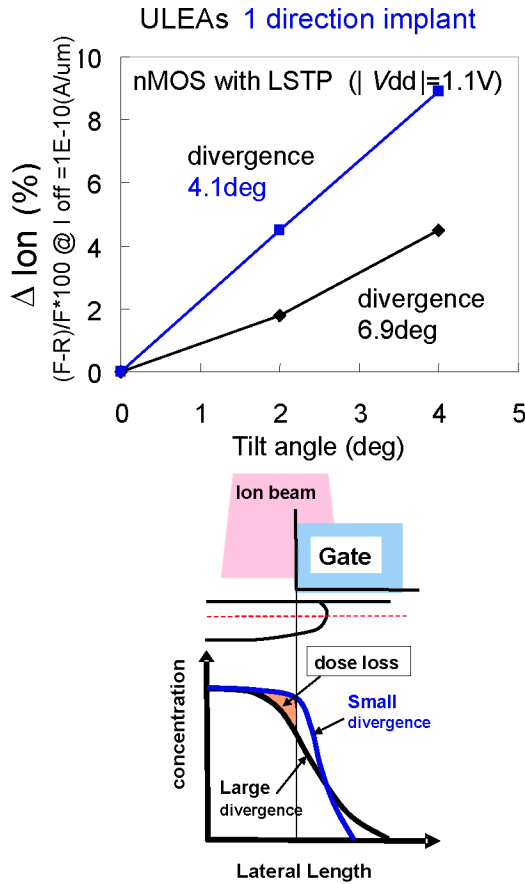 ULEAs 1 direction implant
Δ Ion (%)
(F-R)/F*100 @ I off =1E-10(A/um)
10
8
6
4
2
0
nMOS with LSTP (| Vdd |=1.1V)
divergence
4.1deg
divergence
6.9deg
0
1
2
3
4
5
Tilt angle (deg)
Ion beam
Gate
concentration
dose loss
Small
divergence
Large
divergence
Lateral Length